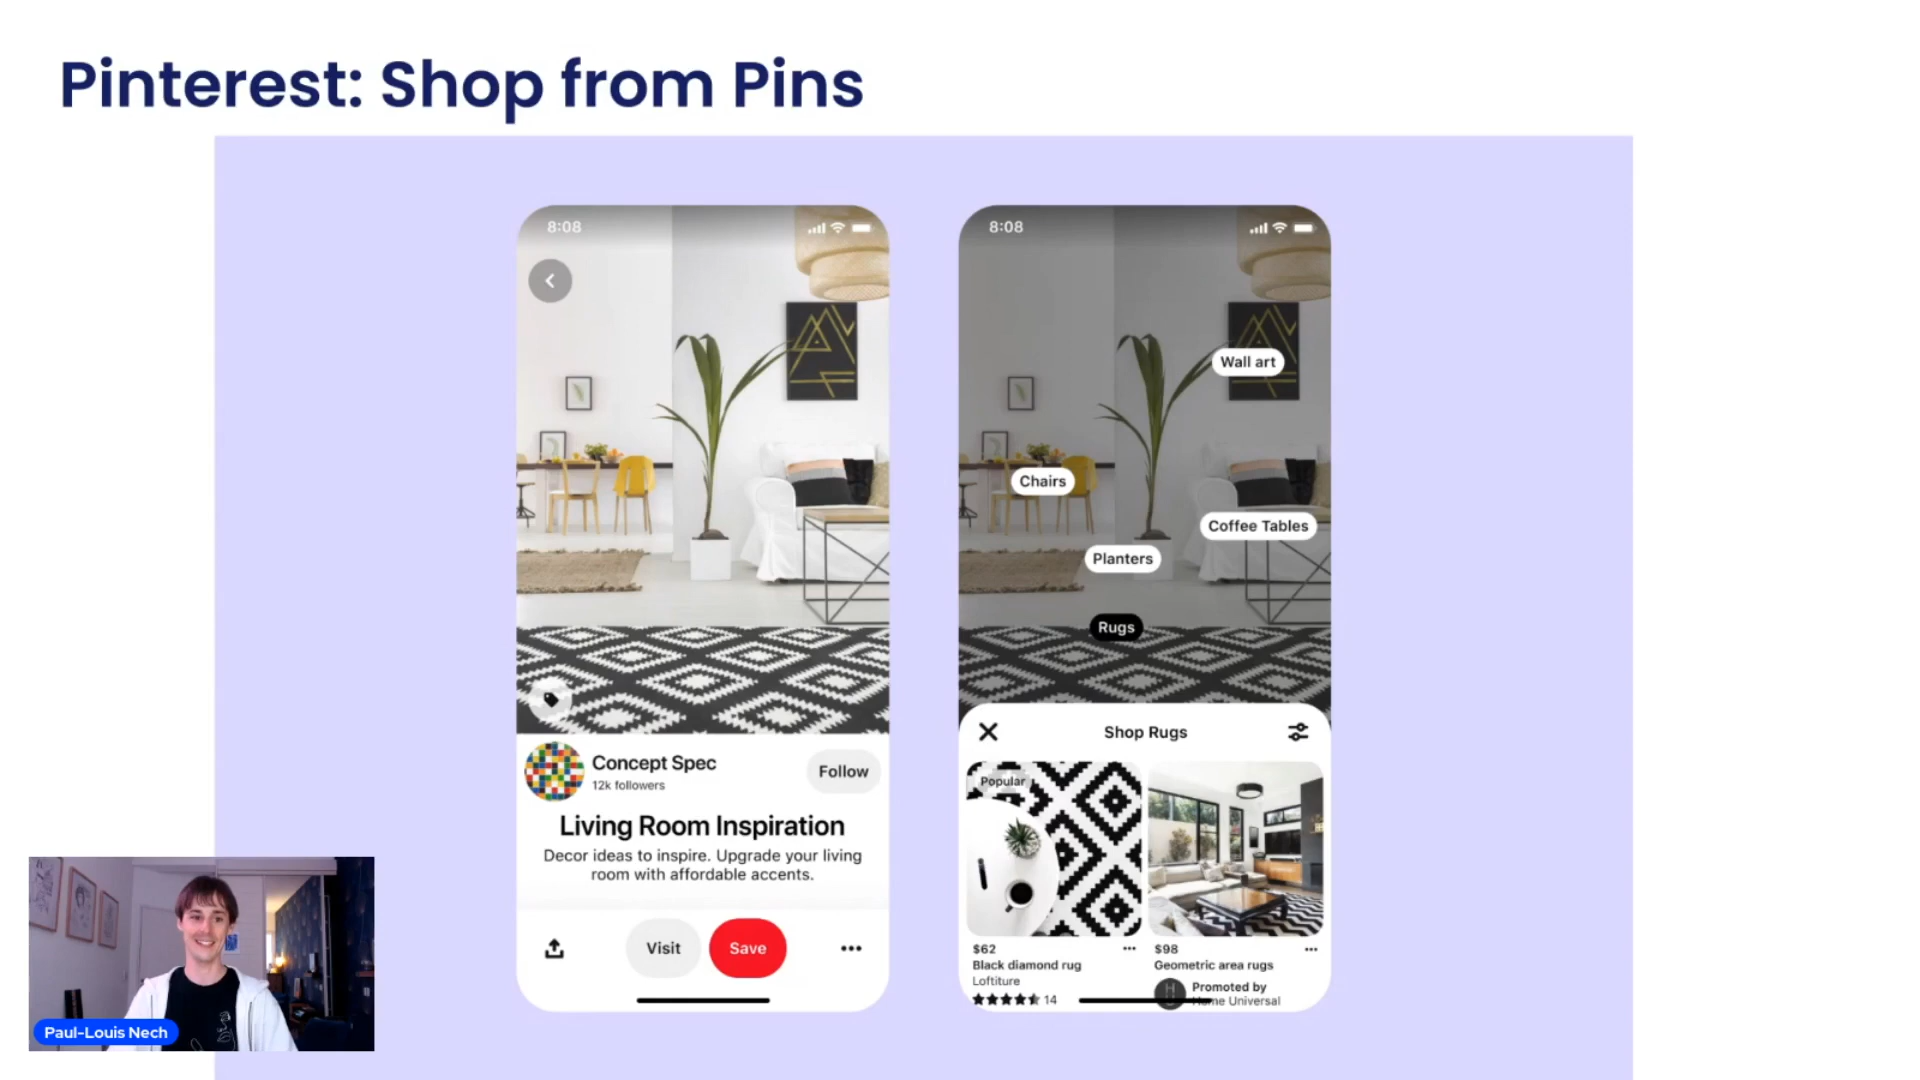 Pinterest: Shop from Pins
8:08
Concept Spec
12k followers
Follow
Living Room Inspiration
Decor ideas to inspire. Upgrade your living
room with affordable accents.
Visit
Save
8:08
Wall art
Chairs
Coffee Tables
Planters
Rugs
Shop Rugs
Popular
$62
Black diamond rug
Loftiture
14
$98
Geometric area rugs
Promoted by
Home Universal
Paul-Louis Nech